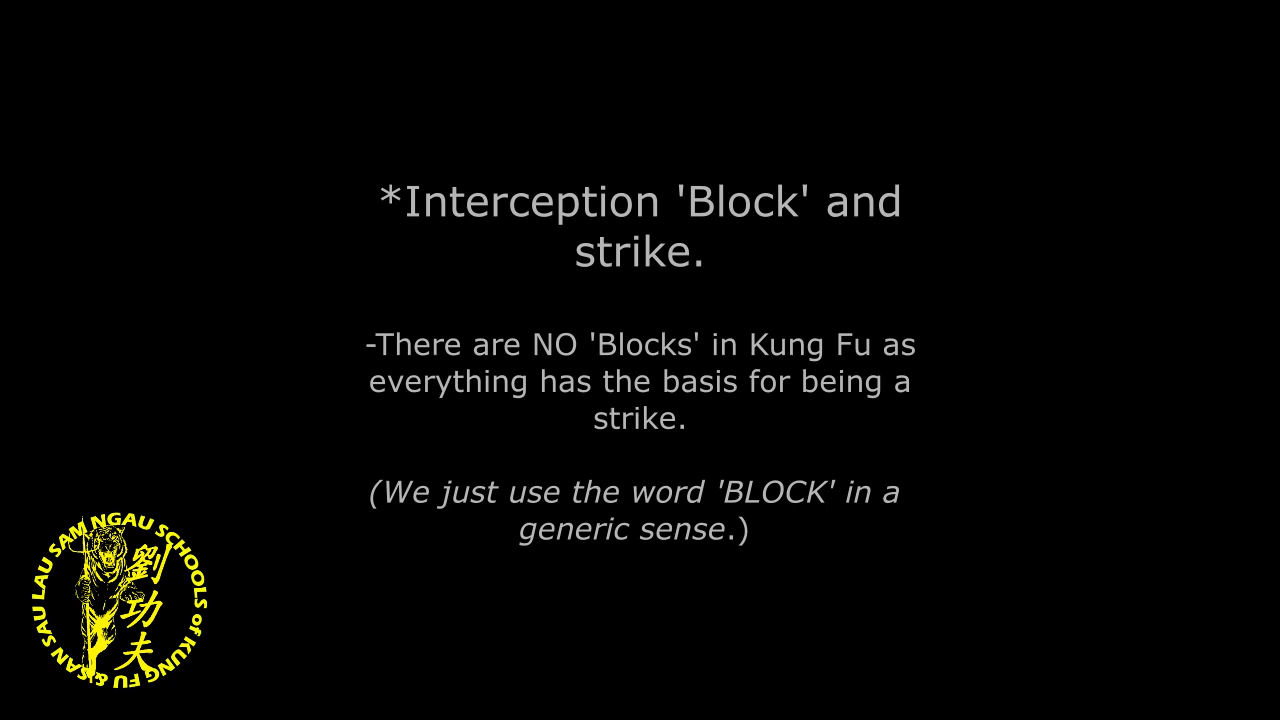 *Interception 'Block' and
strike.
-There are NO 'Blocks' in Kung Fu as
everything has the basis for being a
strike.
(We just use the word 'BLOCK' in a
generic sense.)
LAU SAM NGAU SCHOOLS of KUNG FU & SAN SAU
劉
功
夫